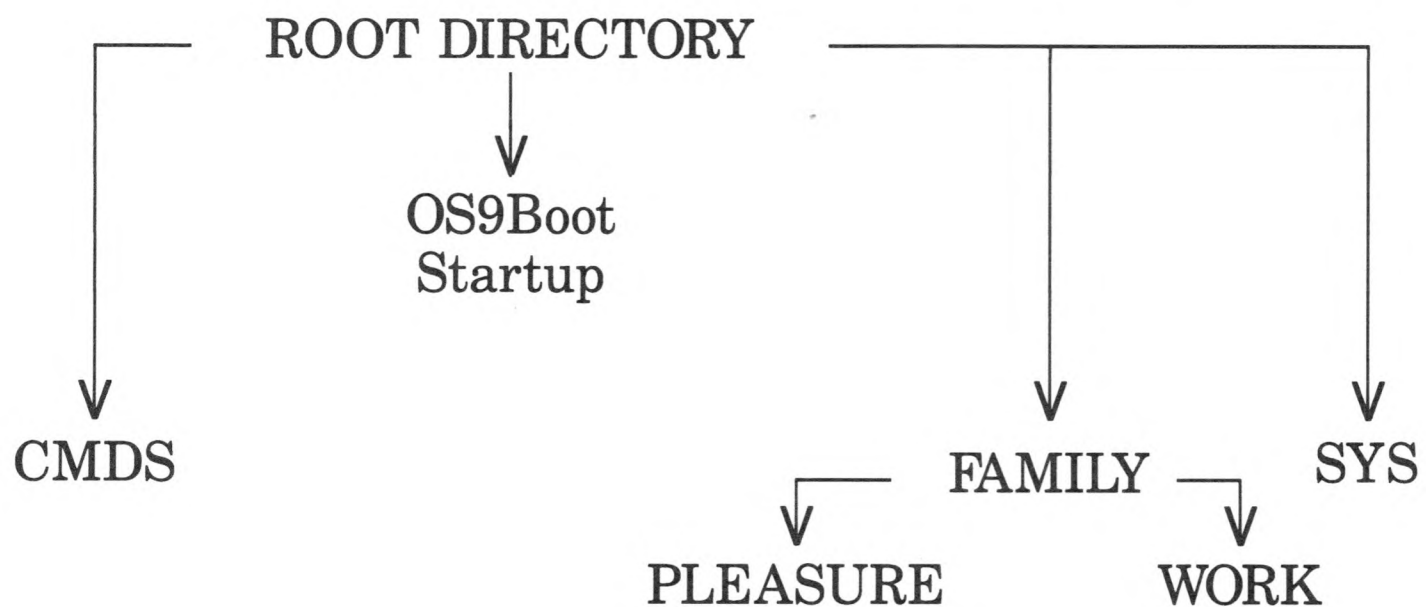 ROOT DIRECTORY
OS9Boot
Startup
CMDS
FAMILY
SYS
PLEASURE
WORK